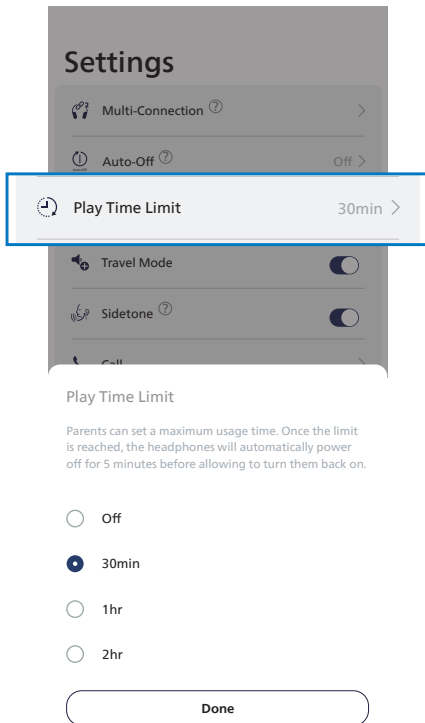 Settings
Multi-Connection ?
Auto-Off ? Off >
Play Time Limit 30min >
Travel Mode
Sidetone ?
Call
Play Time Limit
Parents can set a maximum usage time. Once the limit
is reached, the headphones will automatically power
off for 5 minutes before allowing to turn them back on.
Off
30min
1hr
2hr
Done